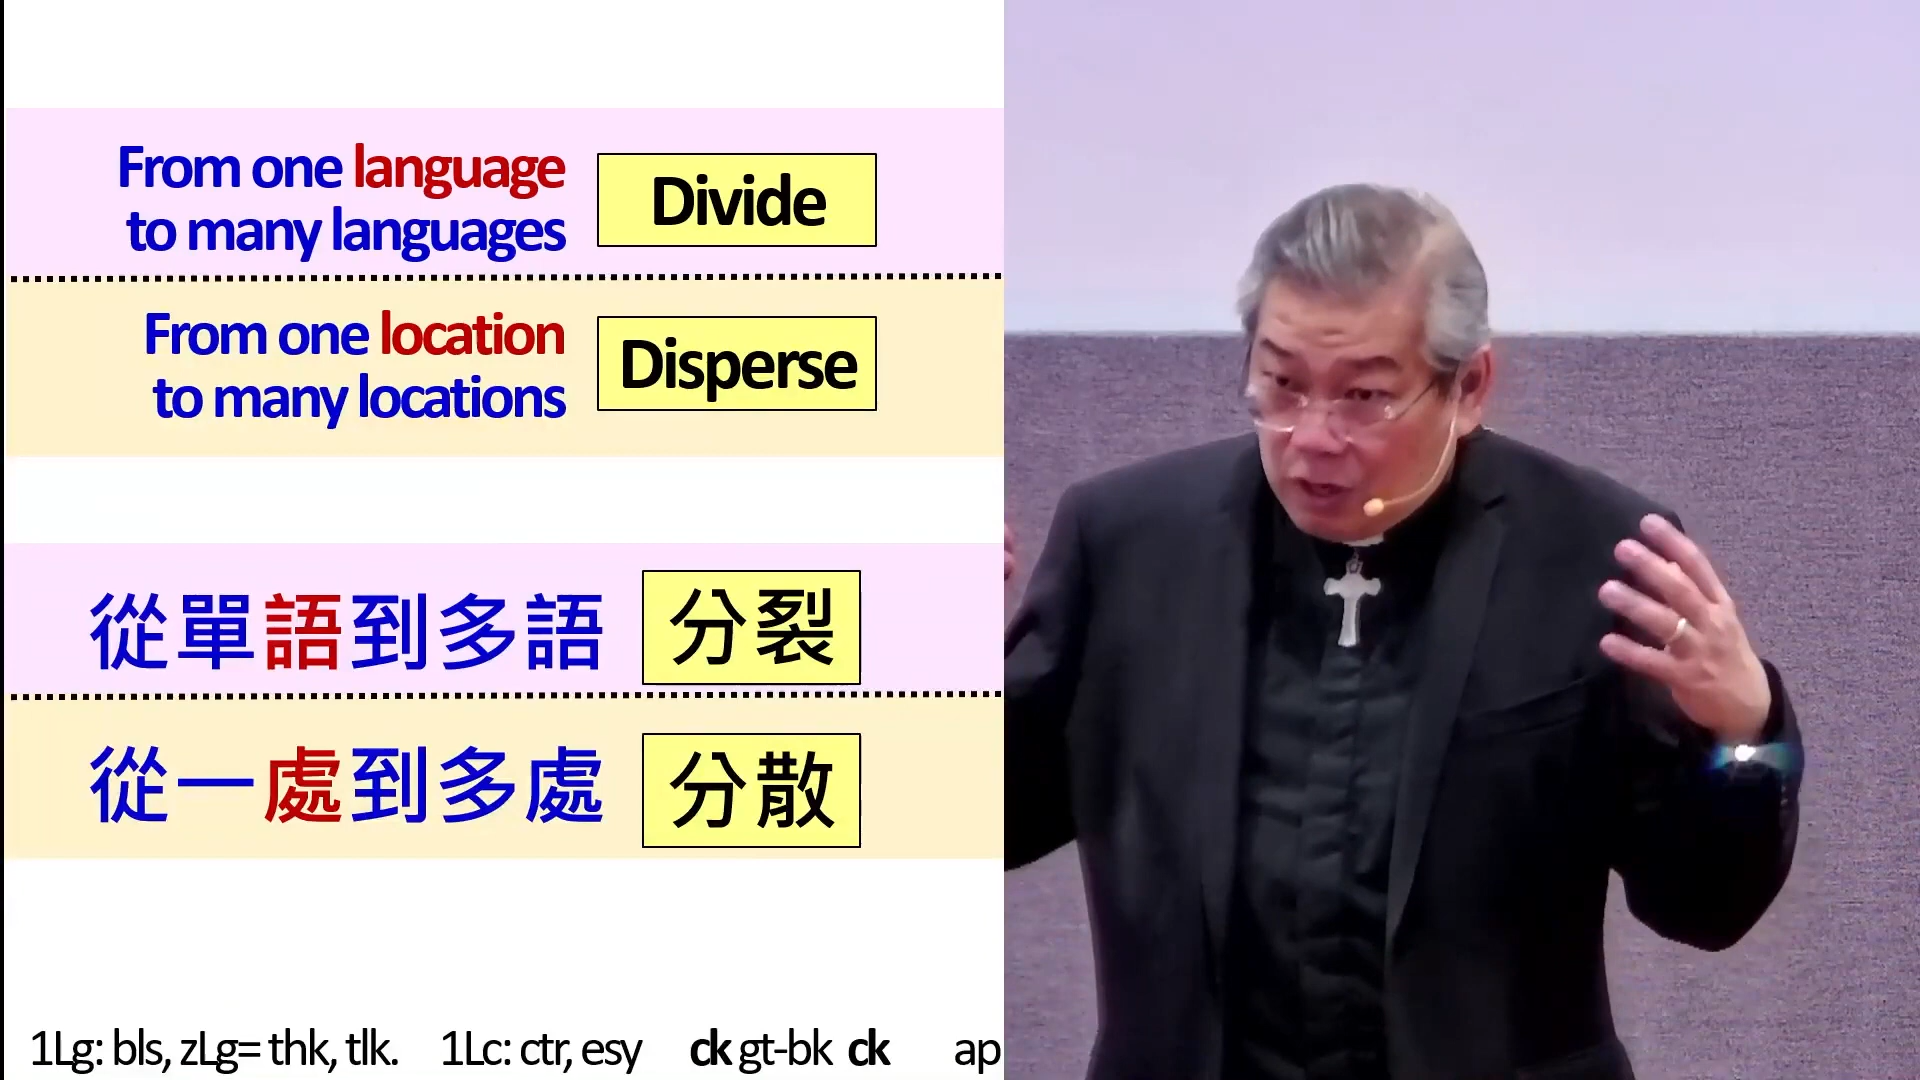 From one language
to many languages
Divide
From one location
to many locations
Disperse
從單語到多語
分裂
從一處到多處
分散
1Lg: bls, zLg= thk, tlk. 1Lc: ctr, esy ck gt-bk ck ap